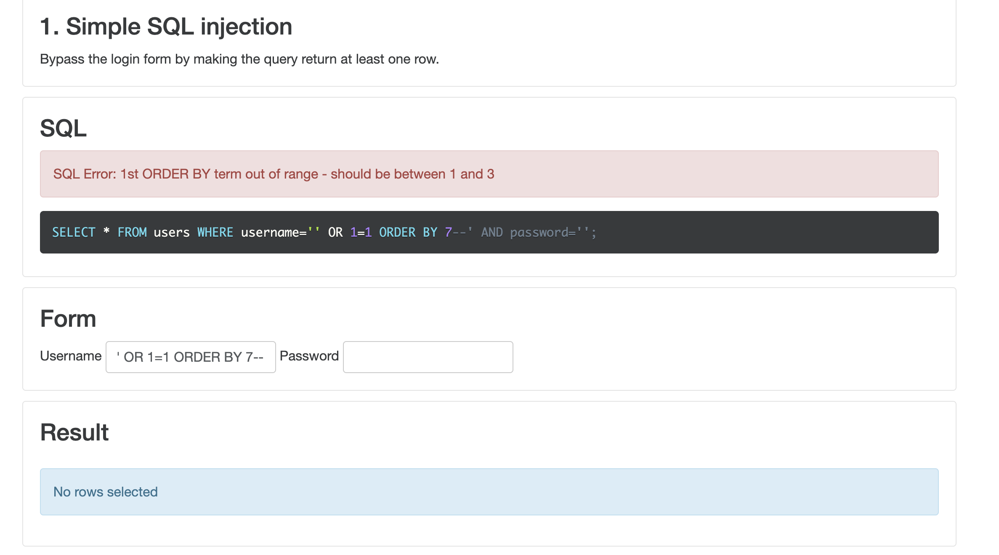 1. Simple SQL injection
Bypass the login form by making the query return at least one row.
SQL
SQL Error: 1st ORDER BY term out of range - should be between 1 and 3
SELECT * FROM users WHERE username='' OR 1=1 ORDER BY 7--' AND password='';
Form
Username ' OR 1=1 ORDER BY 7-- Password
Result
No rows selected